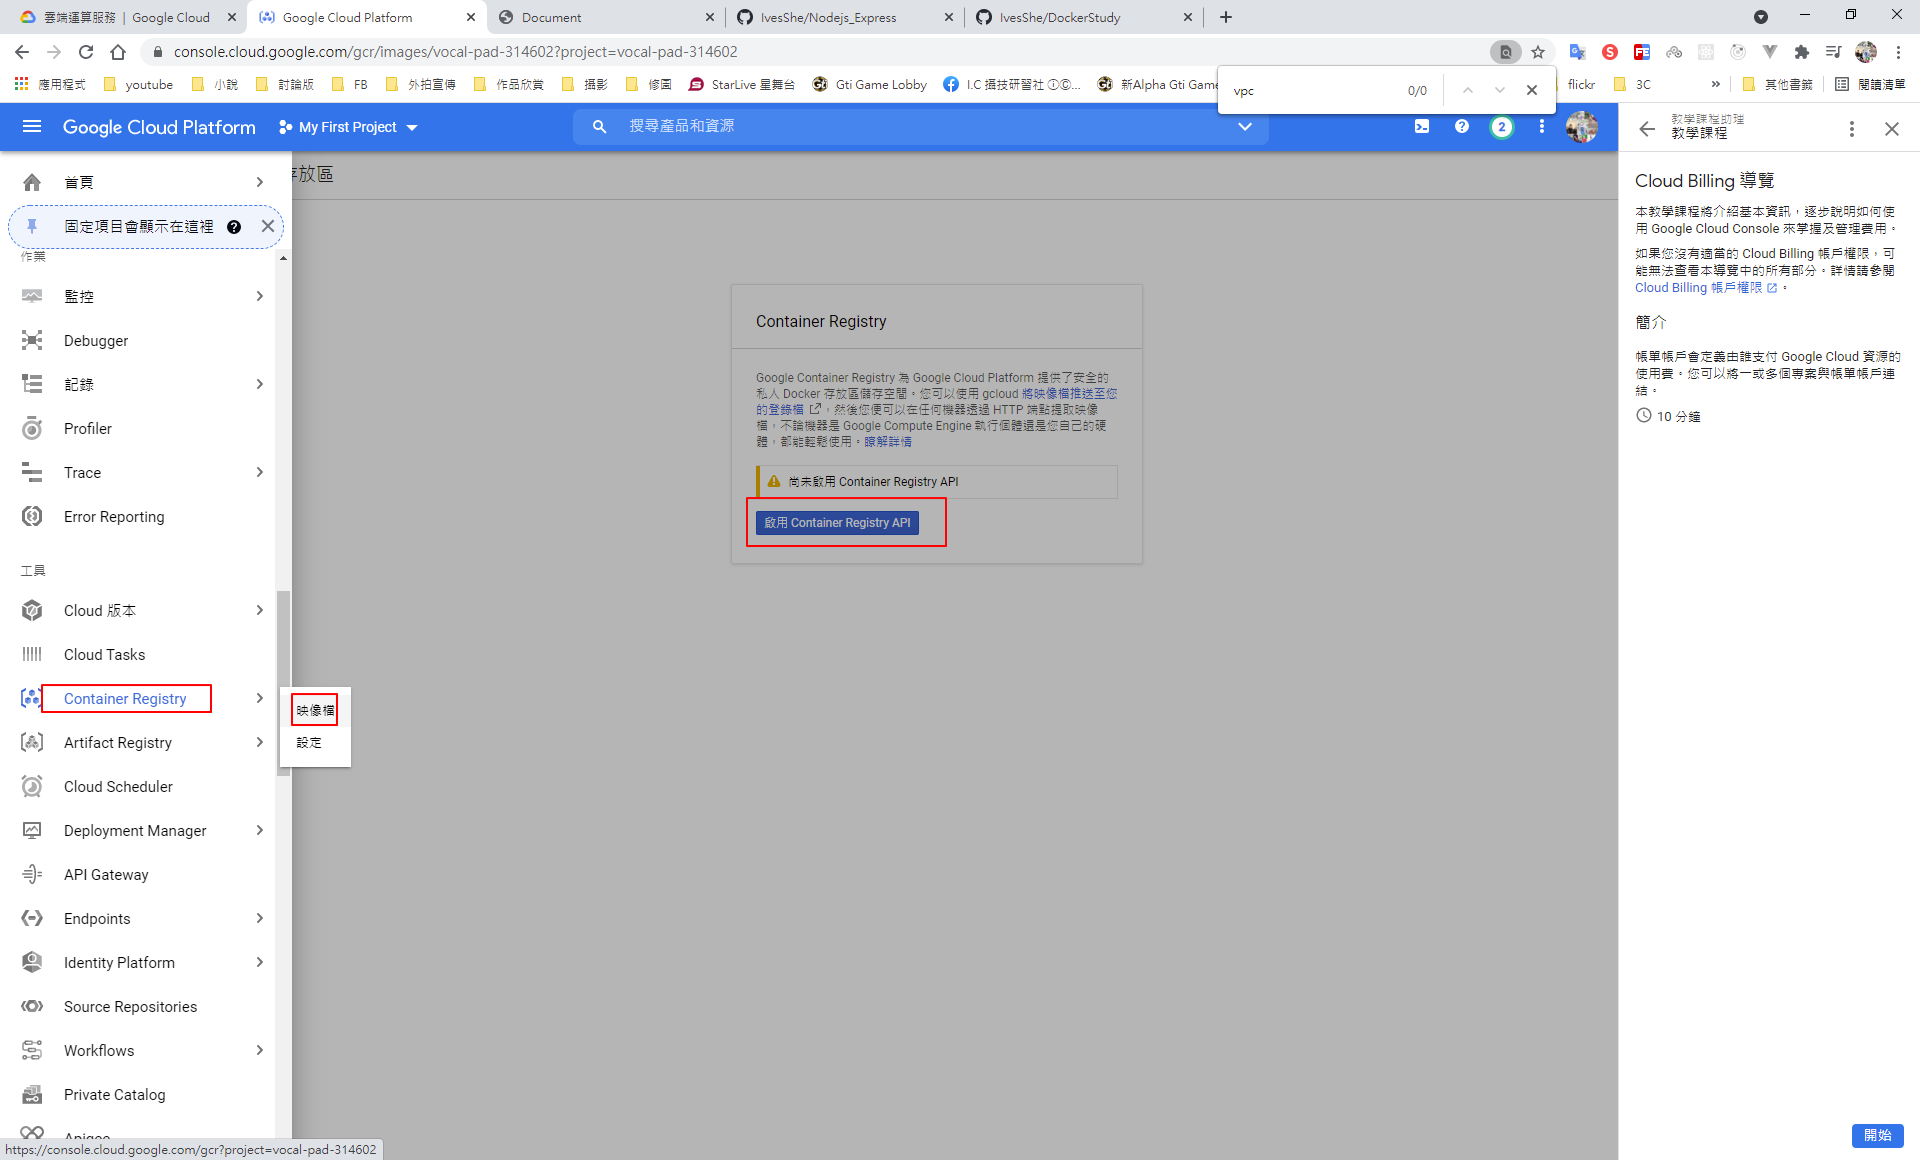 雲端運算服務 | Google Cloud
Google Cloud Platform
Document
IvesShe/Nodejs_Express
IvesShe/DockerStudy
console.cloud.google.com/gcr/images/vocal-pad-314602?project=vocal-pad-314602
應用程式
youtube
小說
討論版
FB
外拍宣傳
作品欣賞
攝影
修圖
StarLive 星舞台
Gti Game Lobby
I.C 攝技研習社 ①©...
新Alpha Gti Game
flickr
3C
»
其他書籤
閱讀清單
vpc
0/0
Google Cloud Platform
My First Project
搜尋產品和資源
2
教學課程助理
教學課程
首頁
固定項目會顯示在這裡
存放區
作業
監控
Debugger
記錄
Profiler
Trace
Error Reporting
工具
Cloud 版本
Cloud Tasks
Container Registry
Artifact Registry
Cloud Scheduler
Deployment Manager
API Gateway
Endpoints
Identity Platform
Source Repositories
Workflows
Private Catalog
Apigee
映像檔
設定
Container Registry
Google Container Registry 為 Google Cloud Platform 提供了安全的
私人 Docker 存放區儲存空間。您可以使用 gcloud 將映像檔推送至您
的登錄檔，然後您便可以在任何機器透過 HTTP 端點提取映像
檔，不論機器是 Google Compute Engine 執行個體還是您自己的硬
體，都能輕鬆使用。瞭解詳情
尚未啟用 Container Registry API
啟用 Container Registry API
Cloud Billing 導覽
本教學課程將介紹基本資訊，逐步說明如何使
用 Google Cloud Console 來掌握及管理費用。
如果您沒有適當的 Cloud Billing 帳戶權限，可
能無法查看本導覽中的所有部分。詳情請參閱
Cloud Billing 帳戶權限。
簡介
帳單帳戶會定義由誰支付 Google Cloud 資源的
使用費。您可以將一或多個專案與帳單帳戶連
結。
10 分鐘
開始
https://console.cloud.google.com/gcr?project=vocal-pad-314602